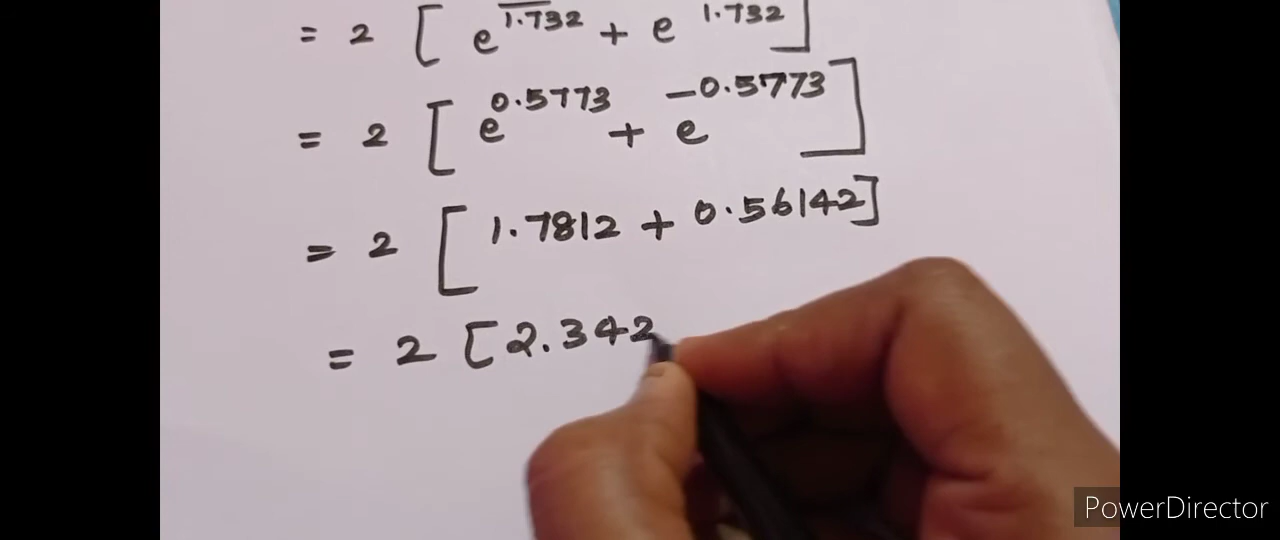 = 2 [ e^1.732 + e^1.732 ]
= 2 [ e^0.5773 + e^-0.5773 ]
= 2 [ 1.7812 + 0.56142 ]
= 2 [ 2.342
PowerDirector